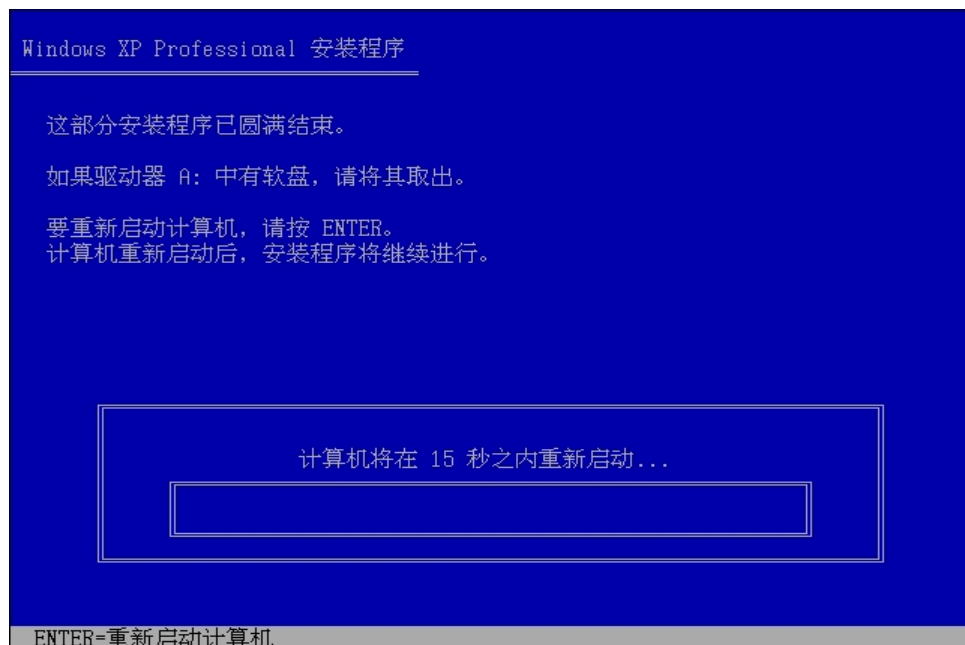 Windows XP Professional 安装程序
这部分安装程序已圆满结束。
如果驱动器 A: 中有软盘，请将其取出。
要重新启动计算机，请按 ENTER。
计算机重新启动后，安装程序将继续进行。
计算机将在 15 秒之内重新启动...
ENTER=重新启动计算机